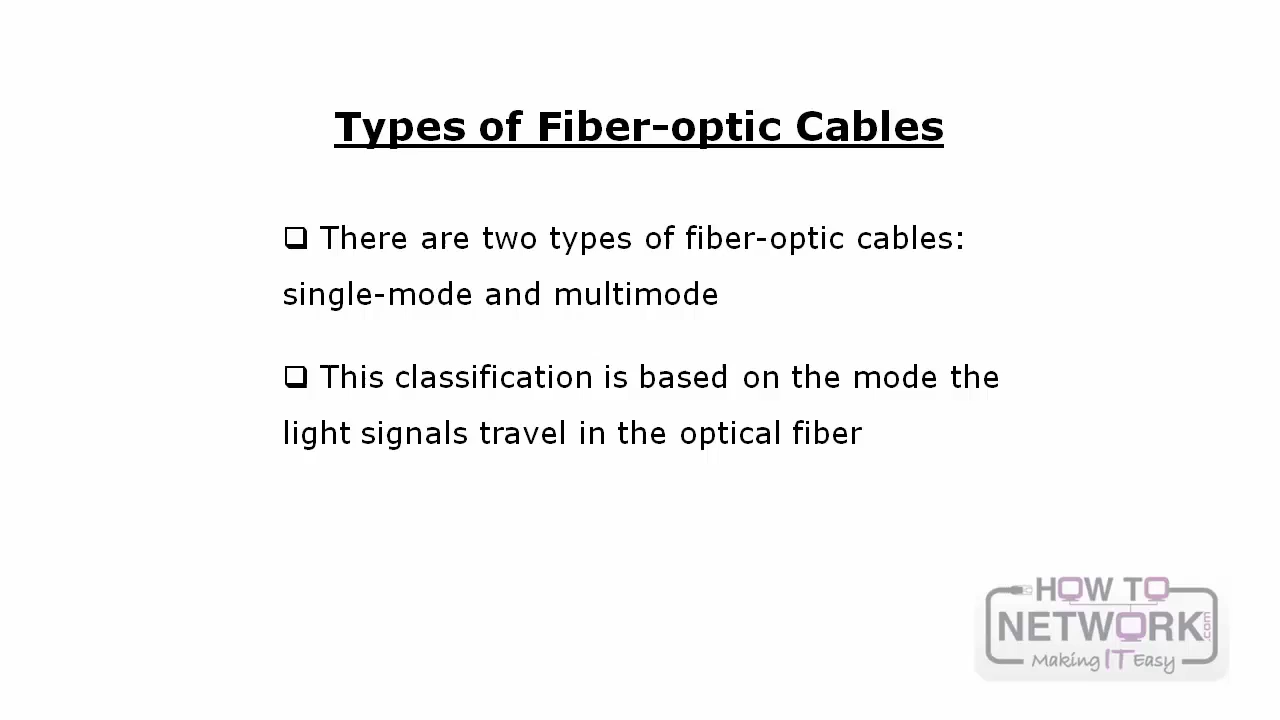 Types of Fiber-optic Cables
❑ There are two types of fiber-optic cables:
single-mode and multimode
❑ This classification is based on the mode the
light signals travel in the optical fiber
HOW TO
NETWORK.com
Making IT Easy